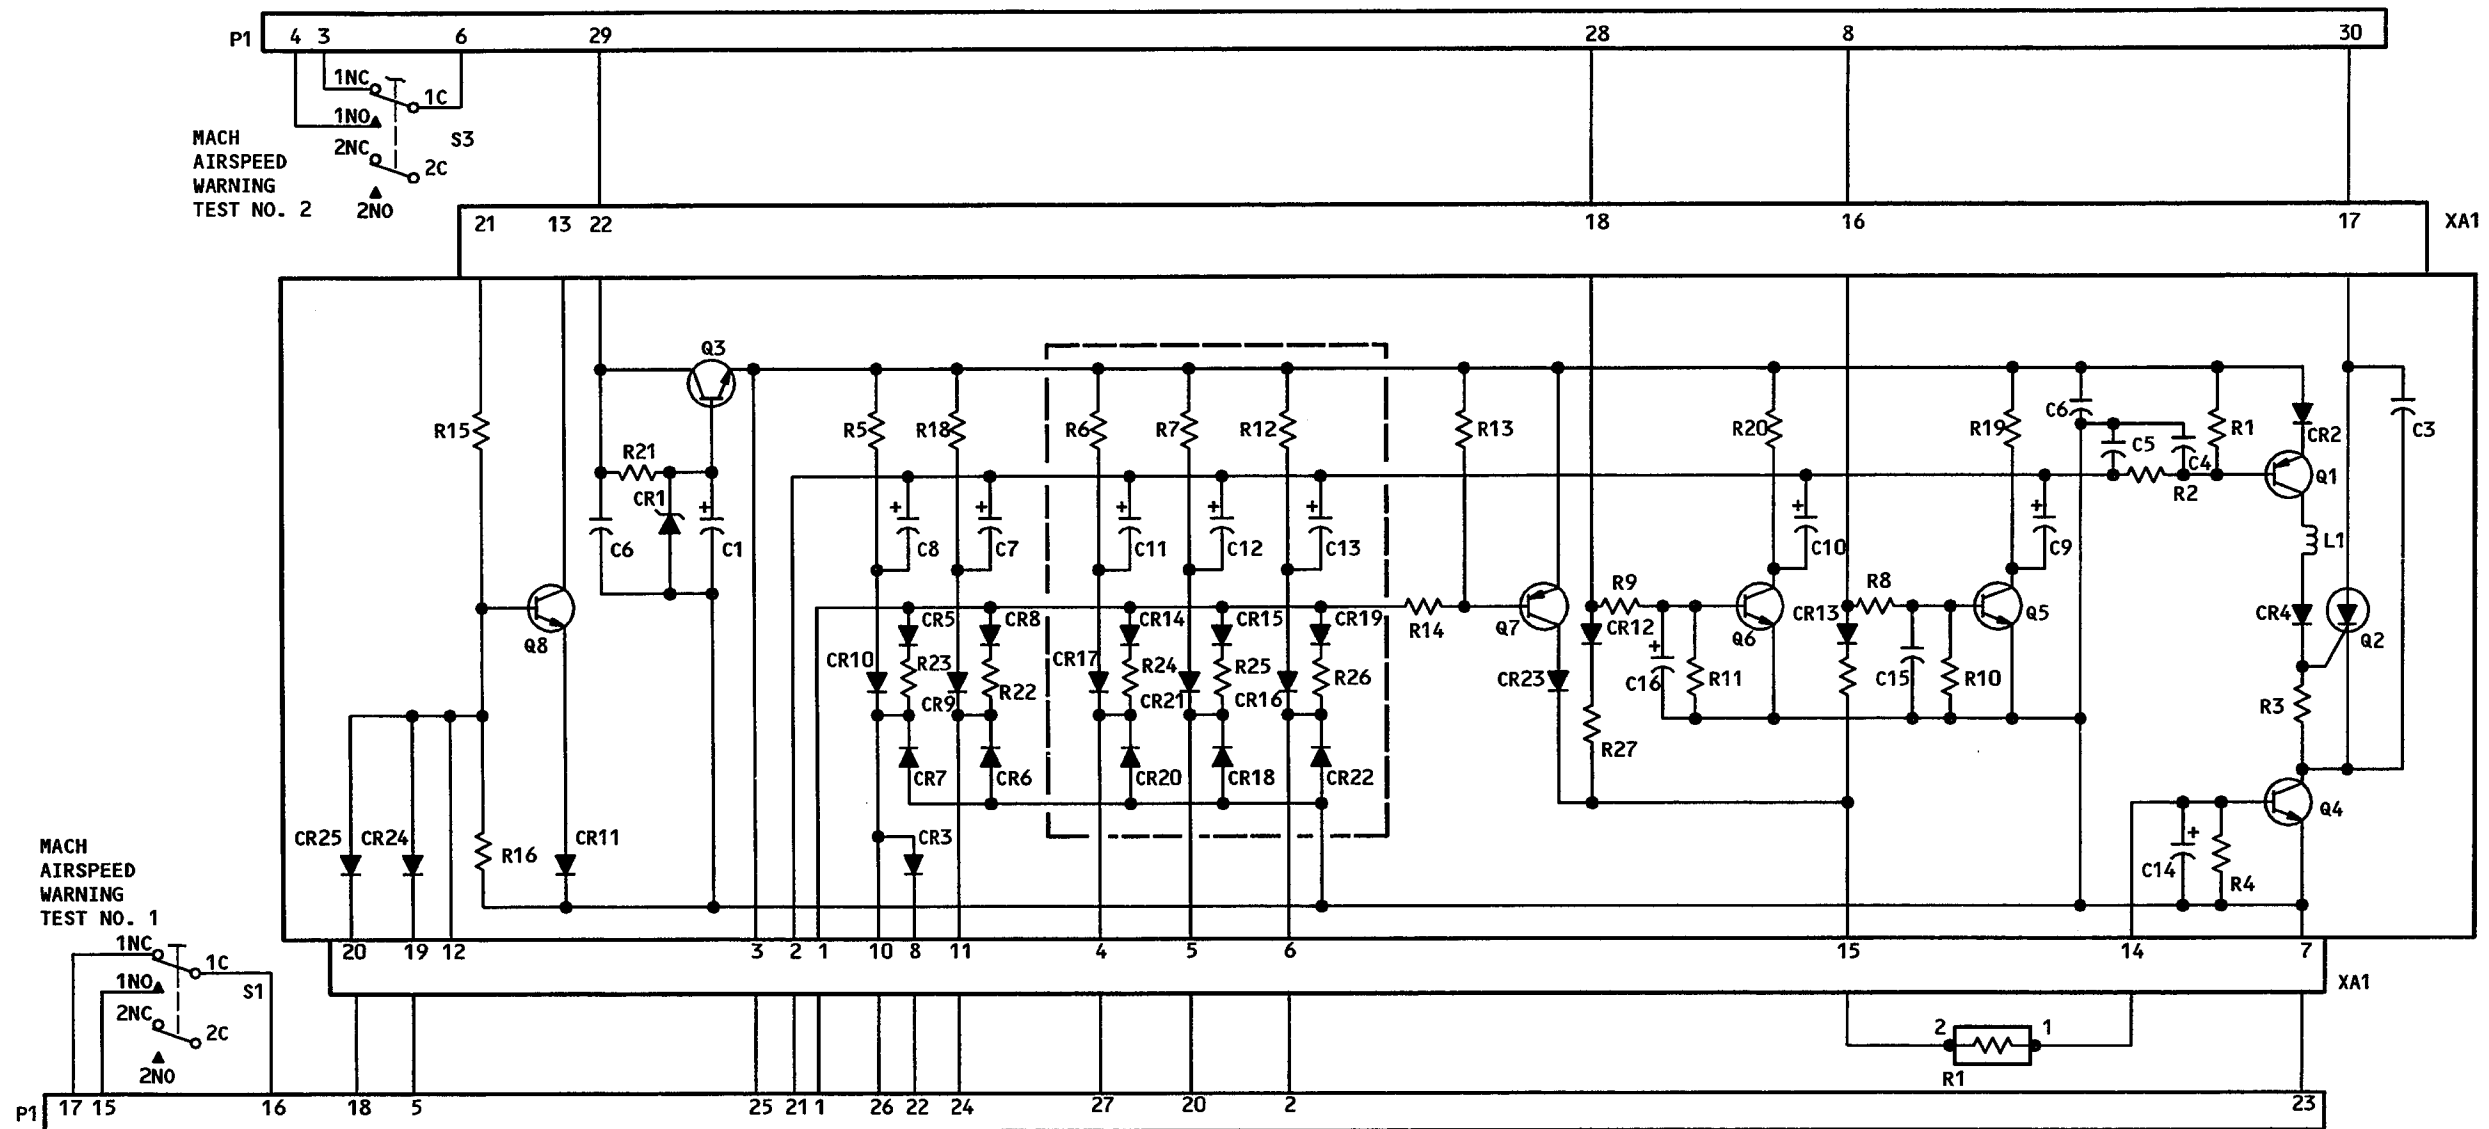 P1 4 3 6 29 28 8 30
1NC
1C
1NO
S3
2NC
2C
2NO
MACH
AIRSPEED
WARNING
TEST NO. 2
21 13 22 18 16 17 XA1
Q3
R15 R5 R18 R6 R7 R12 R13 R20 R19 C6 R1 CR2 C3
R21 C5 C4
CR1 R2 Q1
C6 C1 C8 C7 C11 C12 C13 C10 C9 L1
+ + + + + + + +
Q8 CR5 CR8 CR14 CR15 CR19 R14 Q7 R9 CR12 Q6 CR13 R8 Q5 CR4 Q2
CR10 R23 R22 CR17 R24 R25 R26 CR23 C16 + R11 C15 R10 R3
CR9 CR21 CR16
R27
CR7 CR6 CR20 CR18 CR22
Q4
CR25 CR24 R16 CR11 CR3 C14 + R4
MACH
AIRSPEED
WARNING
TEST NO. 1
20 19 12 3 2 1 10 8 11 4 5 6 15 14 7
1NC
1C
1NO
S1
2NC
2C
2NO
XA1
2 1
R1
P1 17 15 16 18 5 25 21 1 26 22 24 27 20 2 23